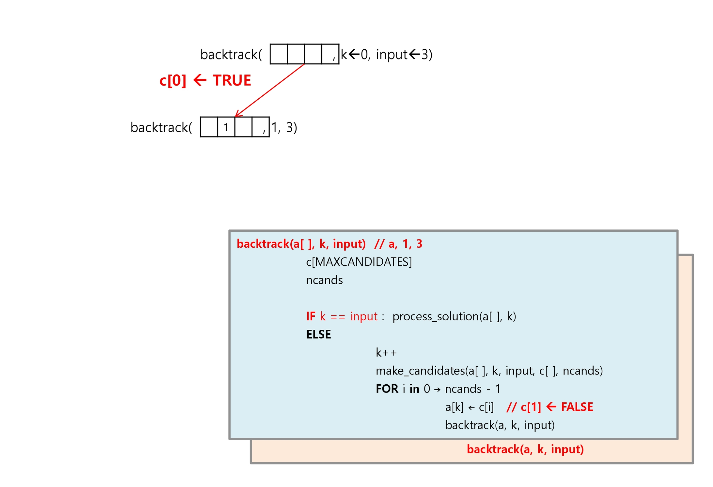 backtrack( , k←0, input←3)
c[0] ← TRUE
backtrack( 1 , 1, 3)
backtrack(a[ ], k, input) // a, 1, 3
c[MAXCANDIDATES]
ncands
IF k == input : process_solution(a[ ], k)
ELSE
k++
make_candidates(a[ ], k, input, c[ ], ncands)
FOR i in 0 → ncands - 1
a[k] ← c[i] // c[1] ← FALSE
backtrack(a, k, input)
backtrack(a, k, input)